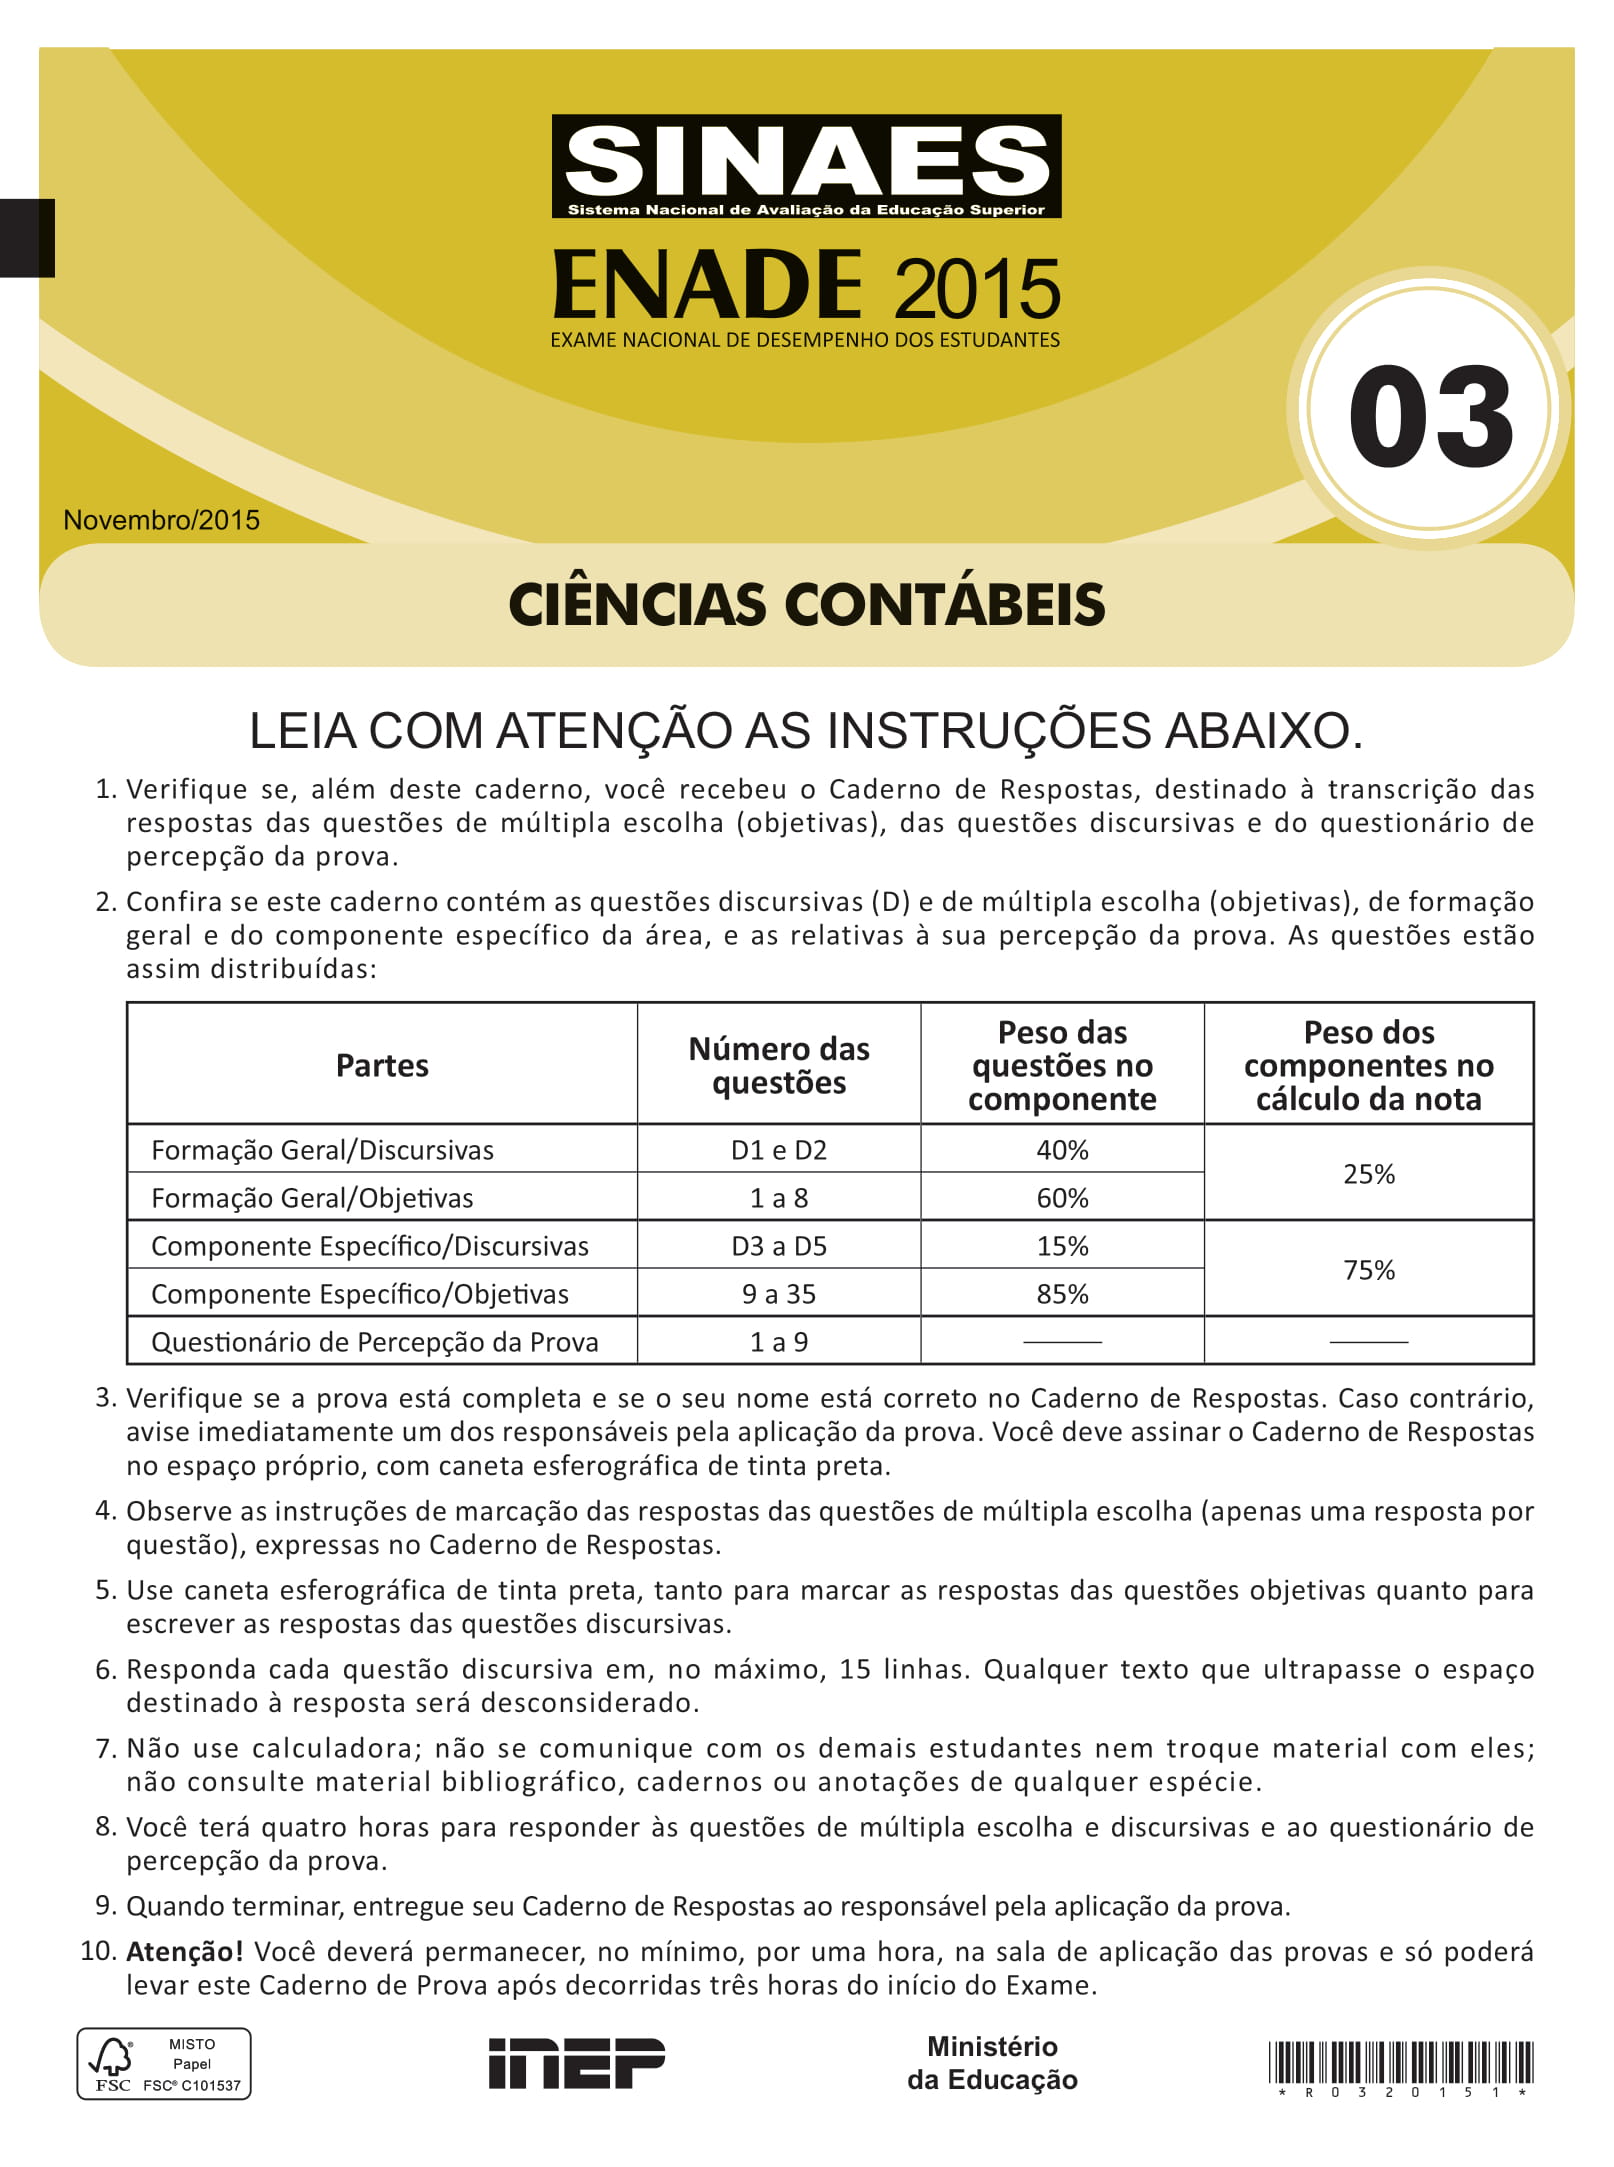 SINAES
Sistema Nacional de Avaliação da Educação Superior
ENADE 2015
EXAME NACIONAL DE DESEMPENHO DOS ESTUDANTES
03
Novembro/2015
CIÊNCIAS CONTÁBEIS
LEIA COM ATENÇÃO AS INSTRUÇÕES ABAIXO.
1. Verifique se, além deste caderno, você recebeu o Caderno de Respostas, destinado à transcrição das
respostas das questões de múltipla escolha (objetivas), das questões discursivas e do questionário de
percepção da prova.
2. Confira se este caderno contém as questões discursivas (D) e de múltipla escolha (objetivas), de formação
geral e do componente específico da área, e as relativas à sua percepção da prova. As questões estão
assim distribuídas:
Partes
Número das
questões
Peso das
questões no
componente
Peso dos
componentes no
cálculo da nota
Formação Geral/Discursivas D1 e D2 40%
25%
Formação Geral/Objetivas 1 a 8 60%
Componente Específico/Discursivas D3 a D5 15%
75%
Componente Específico/Objetivas 9 a 35 85%
Questionário de Percepção da Prova 1 a 9
3. Verifique se a prova está completa e se o seu nome está correto no Caderno de Respostas. Caso contrário,
avise imediatamente um dos responsáveis pela aplicação da prova. Você deve assinar o Caderno de Respostas
no espaço próprio, com caneta esferográfica de tinta preta.
4. Observe as instruções de marcação das respostas das questões de múltipla escolha (apenas uma resposta por
questão), expressas no Caderno de Respostas.
5. Use caneta esferográfica de tinta preta, tanto para marcar as respostas das questões objetivas quanto para
escrever as respostas das questões discursivas.
6. Responda cada questão discursiva em, no máximo, 15 linhas. Qualquer texto que ultrapasse o espaço
destinado à resposta será desconsiderado.
7. Não use calculadora; não se comunique com os demais estudantes nem troque material com eles;
não consulte material bibliográfico, cadernos ou anotações de qualquer espécie.
8. Você terá quatro horas para responder às questões de múltipla escolha e discursivas e ao questionário de
percepção da prova.
9. Quando terminar, entregue seu Caderno de Respostas ao responsável pela aplicação da prova.
10. Atenção! Você deverá permanecer, no mínimo, por uma hora, na sala de aplicação das provas e só poderá
levar este Caderno de Prova após decorridas três horas do início do Exame.
FSC
MISTO
Papel
FSC® C101537
INEP
Ministério
da Educação
*R0320151*